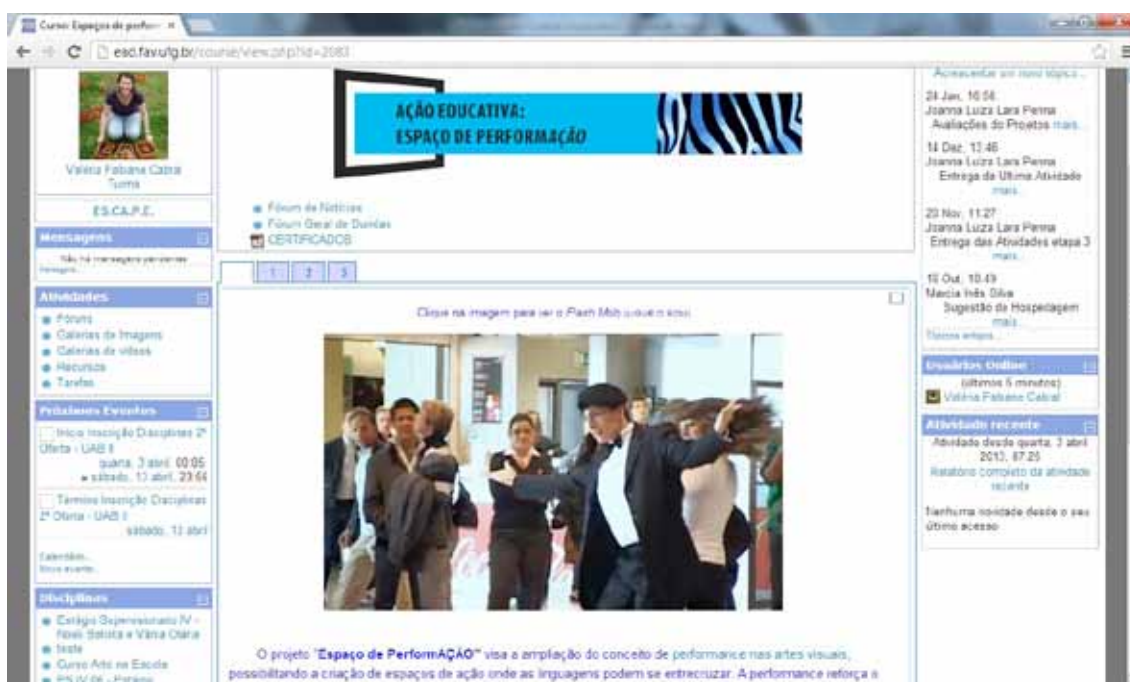 Curso: Espaços de perform
ead.fav.ufg.br/course/view.php?id=2083
Valéria Fabiane Cabral
Turma
E.S.C.A.P.E.
Mensagens
Não há mensagens pendentes
Mensagens...
Atividades
Fóruns
Galerias de Imagens
Galerias de vídeos
Recursos
Tarefas
Próximos Eventos
Início Inscrição Disciplinas 2ª
Oferta - UAB II
quarta, 3 abril, 00:05
sábado, 13 abril, 23:56
Término Inscrição Disciplinas
2ª Oferta - UAB II
sábado, 13 abril
Calendário...
Novo evento...
Disciplinas
Estágio Supervisionado IV -
Noeli Batista e Vânia Olária
teste
Curso Arte na Escola
AÇÃO EDUCATIVA:
ESPAÇO DE PERFORMAÇÃO
Fórum de Notícias
Fórum Geral de Dúvidas
CERTIFICADOS
1 2 3
Clique na imagem para ver o Flash Mob
O projeto "Espaço de PerformAÇÃO" visa a ampliação do conceito de performance nas artes visuais,
possibilitando a criação de espaços de ação onde as linguagens podem se entrecruzar. A performance reforça o
Acrescentar um novo tópico...
24 Jan, 16:56
Joanna Luiza Lara Penna
Avaliações do Projetos mais...
14 Dez, 13:46
Joanna Luiza Lara Penna
Entrega da Última Atividade
mais...
20 Nov, 11:27
Joanna Luiza Lara Penna
Entrega das Atividades etapa 3
mais...
18 Out, 10:49
Marcia Inês Silva
Sugestão de Hospedagem
mais...
Tópicos antigos...
Usuários Online
(últimos 5 minutos)
Valéria Fabiane Cabral
Atividade recente
Atividade desde quarta, 3 abril
2013, 07:25
Relatório completo da atividade
recente
Nenhuma novidade desde o seu
último acesso